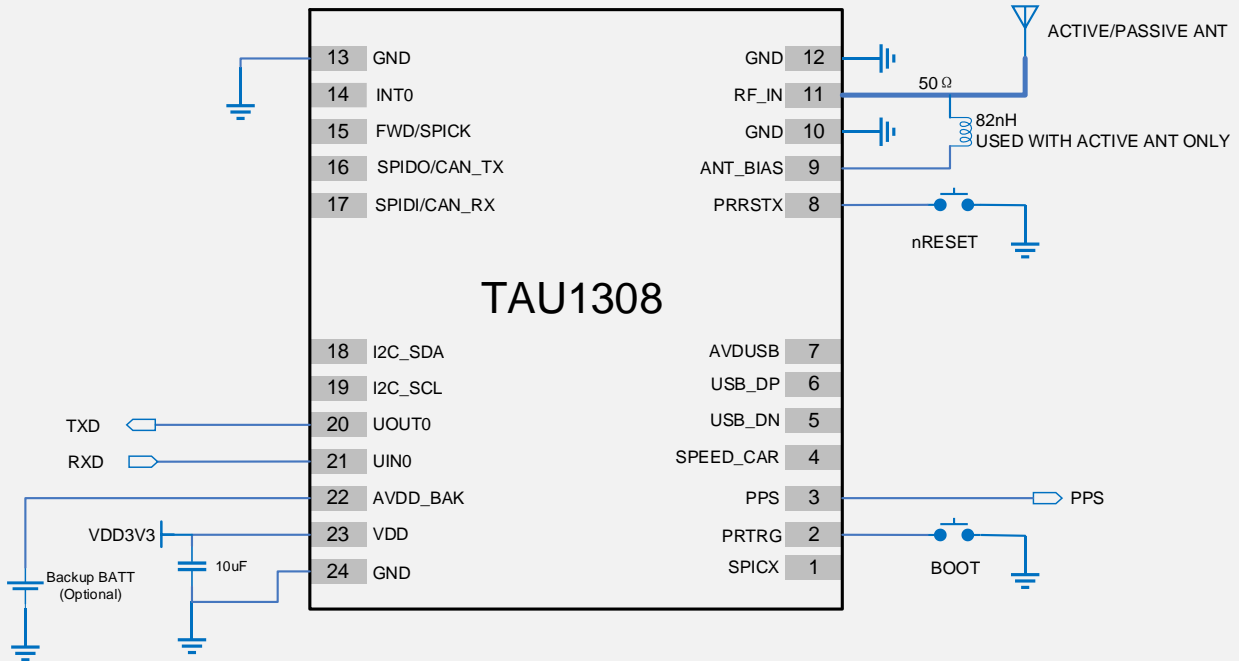 ACTIVE/PASSIVE ANT
13 GND
14 INT0
15 FWD/SPICK
16 SPIDO/CAN_TX
17 SPIDI/CAN_RX
GND 12
RF_IN 11
50Ω
GND 10
82nH
USED WITH ACTIVE ANT ONLY
ANT_BIAS 9
PRRSTX 8
nRESET
TAU1308
18 I2C_SDA
19 I2C_SCL
TXD 20 UOUT0
RXD 21 UIN0
22 AVDD_BAK
VDD3V3 23 VDD
10uF
24 GND
Backup BATT
(Optional)
AVDUSB 7
USB_DP 6
USB_DN 5
SPEED_CAR 4
PPS 3 PPS
PRTRG 2
BOOT
SPICX 1